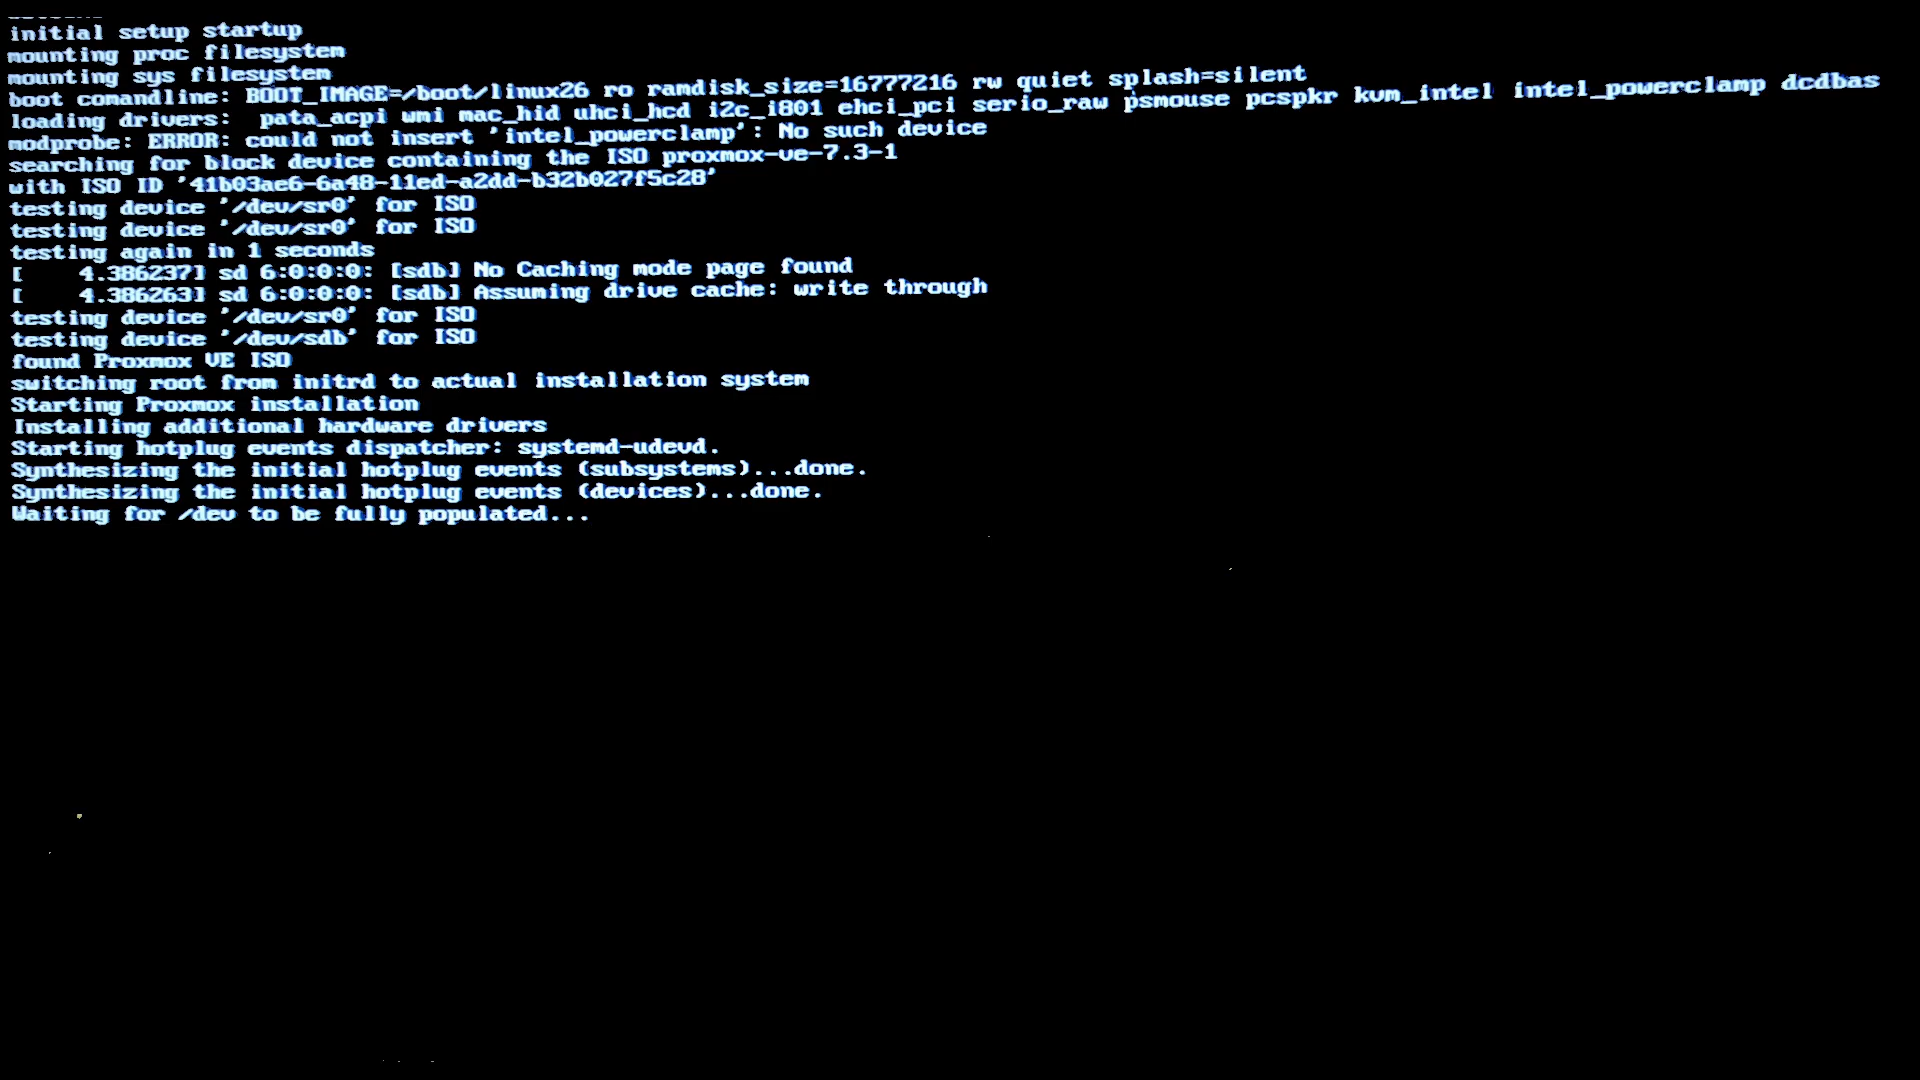 initial setup startup
mounting proc filesystem
mounting sys filesystem
boot comandline: BOOT_IMAGE=/boot/linux26 ro ramdisk_size=16777216 rw quiet splash=silent
loading drivers:  pata_acpi wmi mac_hid uhci_hcd i2c_i801 ehci_pci serio_raw psmouse pcspkr kvm_intel intel_powerclamp dcdbas
modprobe: ERROR: could not insert 'intel_powerclamp': No such device
searching for block device containing the ISO proxmox-ve-7.3-1
with ISO ID '41b03ae6-6a48-11ed-a2dd-b32b027f5c28'
testing device '/dev/sr0' for ISO
testing device '/dev/sr0' for ISO
testing again in 1 seconds
[    4.386237] sd 6:0:0:0: [sdb] No Caching mode page found
[    4.386263] sd 6:0:0:0: [sdb] Assuming drive cache: write through
testing device '/dev/sr0' for ISO
testing device '/dev/sdb' for ISO
found Proxmox VE ISO
switching root from initrd to actual installation system
Starting Proxmox installation
Installing additional hardware drivers
Starting hotplug events dispatcher: systemd-udevd.
Synthesizing the initial hotplug events (subsystems)...done.
Synthesizing the initial hotplug events (devices)...done.
Waiting for /dev to be fully populated...